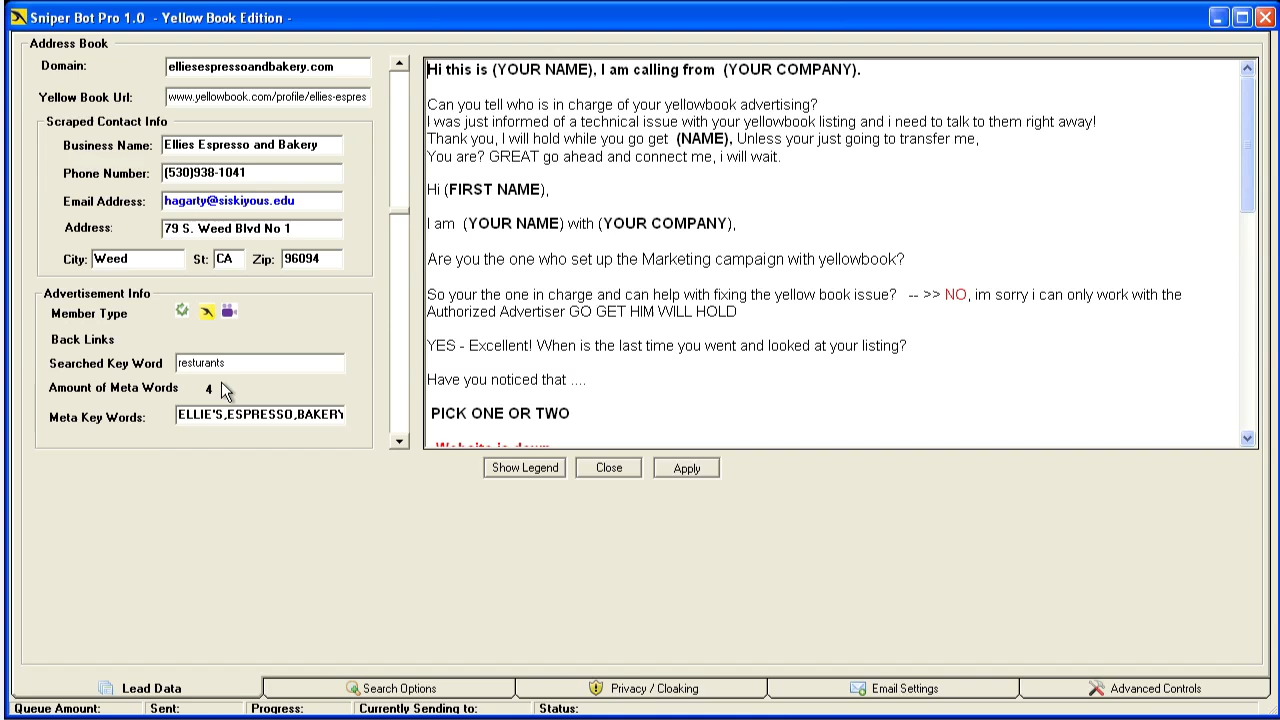 Sniper Bot Pro 1.0 - Yellow Book Edition -
Address Book
Domain: elliesespressoandbakery.com
Yellow Book Url: www.yellowbook.com/profile/ellies-espres
Scraped Contact Info
Business Name: Ellies Espresso and Bakery
Phone Number: (530)938-1041
Email Address: hagarty@siskiyous.edu
Address: 79 S. Weed Blvd No 1
City: Weed St: CA Zip: 96094
Advertisement Info
Member Type
Back Links
Searched Key Word resturants
Amount of Meta Words 4
Meta Key Words: ELLIE'S,ESPRESSO,BAKERY
Hi this is (YOUR NAME), I am calling from (YOUR COMPANY).
Can you tell who is in charge of your yellowbook advertising?
I was just informed of a technical issue with your yellowbook listing and i need to talk to them right away!
Thank you, I will hold while you go get (NAME), Unless your just going to transfer me,
You are? GREAT go ahead and connect me, i will wait.
Hi (FIRST NAME),
I am (YOUR NAME) with (YOUR COMPANY),
Are you the one who set up the Marketing campaign with yellowbook?
So your the one in charge and can help with fixing the yellow book issue? -- >> NO, im sorry i can only work with the
Authorized Advertiser GO GET HIM WILL HOLD
YES - Excellent! When is the last time you went and looked at your listing?
Have you noticed that ....
PICK ONE OR TWO
Website is down
Show Legend Close Apply
Lead Data Search Options Privacy / Cloaking Email Settings Advanced Controls
Queue Amount: Sent: Progress: Currently Sending to: Status: